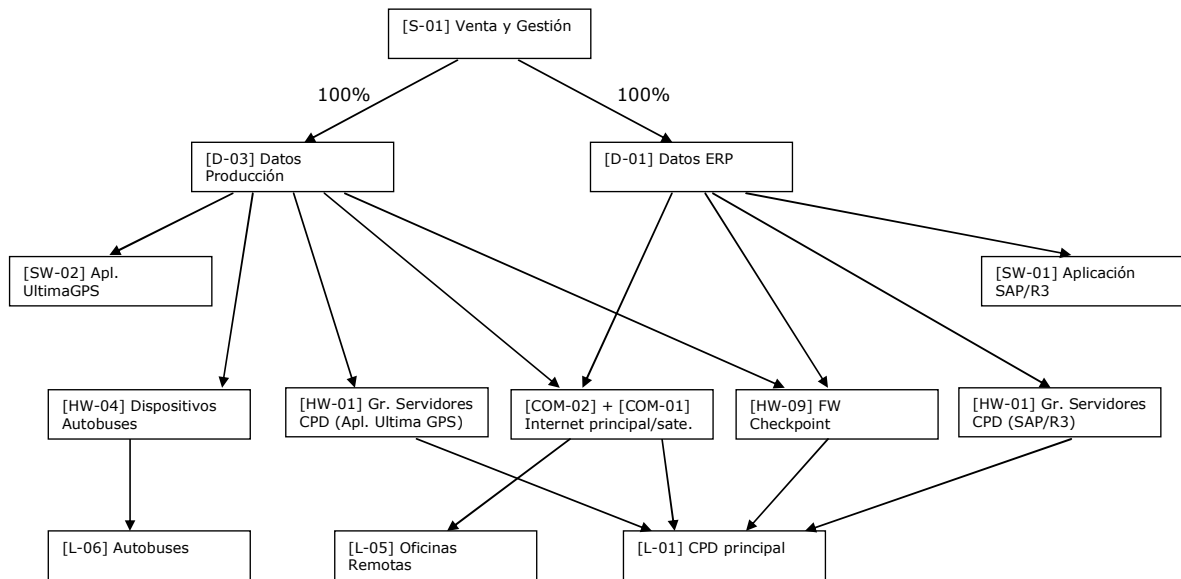 [S-01] Venta y Gestión
100%
100%
[D-03] Datos
Producción
[D-01] Datos ERP
[SW-02] Apl.
UltimaGPS
[SW-01] Aplicación
SAP/R3
[HW-04] Dispositivos
Autobuses
[HW-01] Gr. Servidores
CPD (Apl. Ultima GPS)
[COM-02] + [COM-01]
Internet principal/sate.
[HW-09] FW
Checkpoint
[HW-01] Gr. Servidores
CPD (SAP/R3)
[L-06] Autobuses
[L-05] Oficinas
Remotas
[L-01] CPD principal